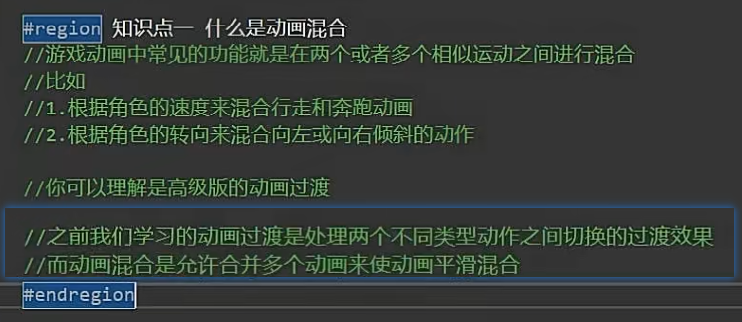 #region 知识点一 什么是动画混合
//游戏动画中常见的功能就是在两个或者多个相似运动之间进行混合
//比如
//1.根据角色的速度来混合行走和奔跑动画
//2.根据角色的转向来混合向左或向右倾斜的动作
//你可以理解是高级版的动画过渡
//之前我们学习的动画过渡是处理两个不同类型动作之间切换的过渡效果
//而动画混合是允许合并多个动画来使动画平滑混合
#endregion